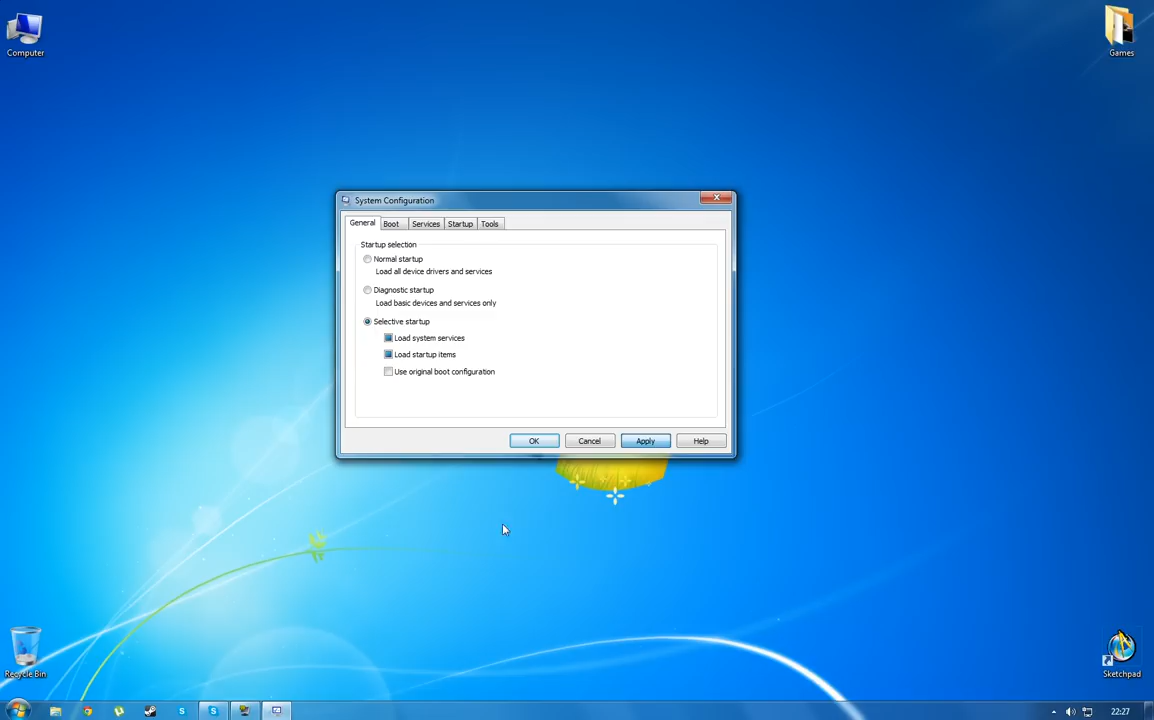 Computer
Games
System Configuration
General Boot Services Startup Tools
Startup selection
Normal startup
Load all device drivers and services
Diagnostic startup
Load basic devices and services only
Selective startup
Load system services
Load startup items
Use original boot configuration
OK Cancel Apply Help
Recycle Bin
Sketchpad
22:27